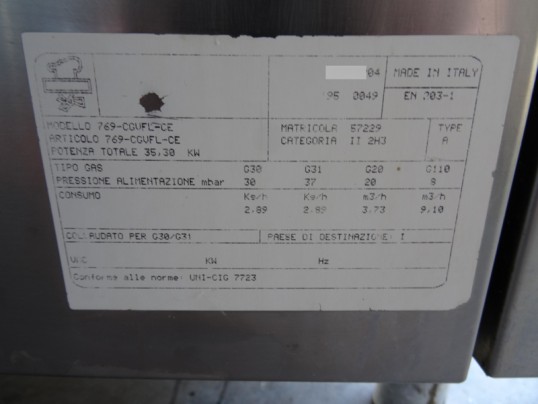 04 MADE IN ITALY
95 0049 EN 203-1
MODELLO 769-CGVFL-CE MATRICOLA 57229 TYPE
ARTICOLO 769-CGVFL-CE CATEGORIA II 2H3 A
POTENZA TOTALE 35,30 KW
TIPO GAS G30 G31 G20 * G110
PRESSIONE ALIMENTAZIONE mbar 30 37 20 8
CONSUMO Kg/h Kg/h m3/h m3/h
2,89 3,73 9,10
COLLAUDATO PER G30/G31 PAESE DI DESTINAZIONE: I
KW Hz
Conforme alle norme: UNI-CIG 7723